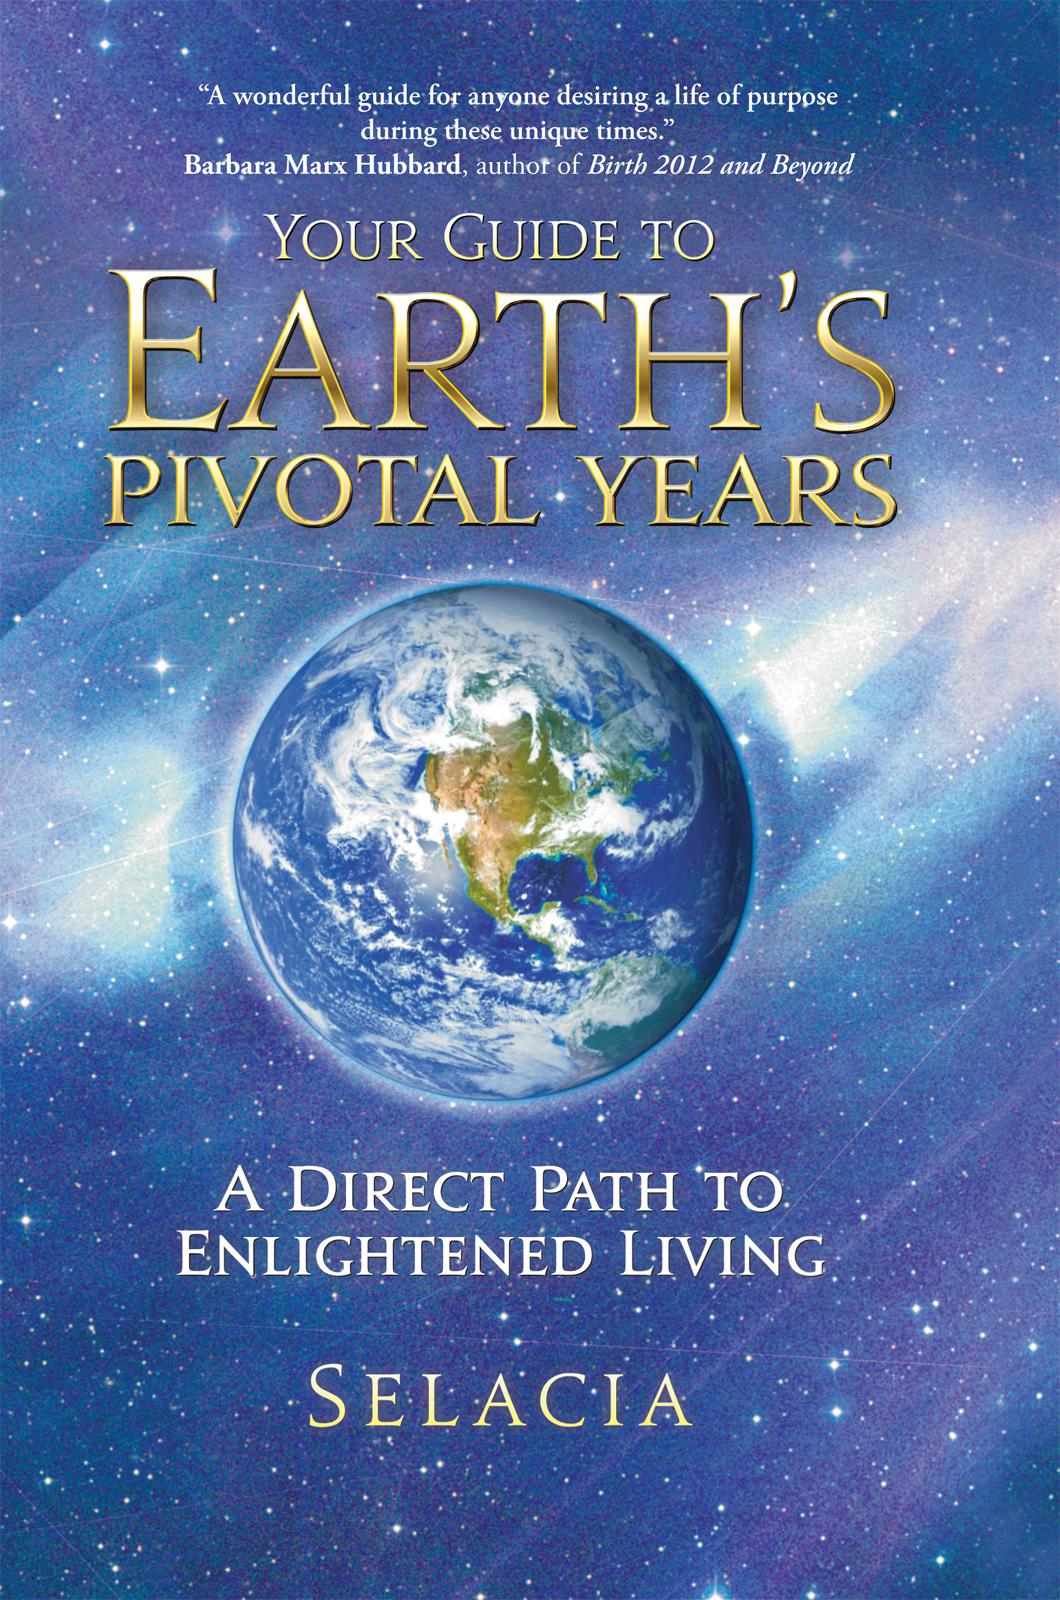 “A wonderful guide for anyone desiring a life of purpose
during these unique times.”
Barbara Marx Hubbard, author of Birth 2012 and Beyond
YOUR GUIDE TO
EARTH’S
PIVOTAL YEARS
A DIRECT PATH TO
ENLIGHTENED LIVING
SELACIA